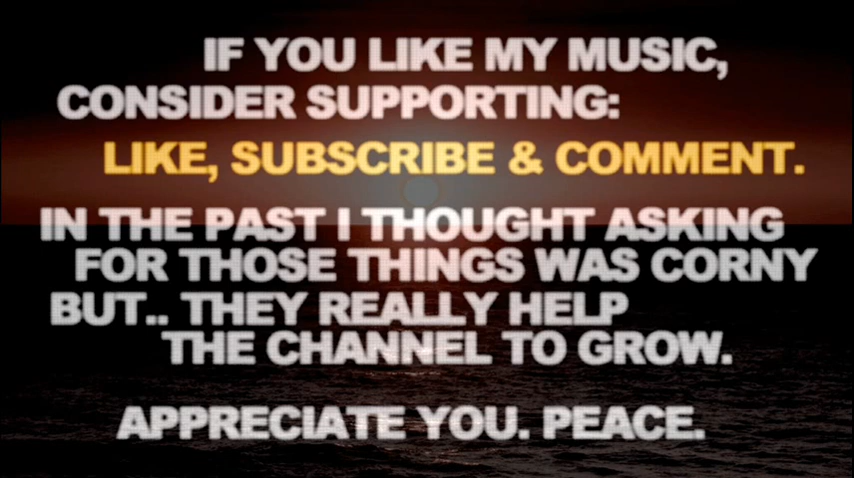 IF YOU LIKE MY MUSIC,
CONSIDER SUPPORTING:
LIKE, SUBSCRIBE & COMMENT.
IN THE PAST I THOUGHT ASKING
FOR THOSE THINGS WAS CORNY
BUT.. THEY REALLY HELP
THE CHANNEL TO GROW.
APPRECIATE YOU. PEACE.